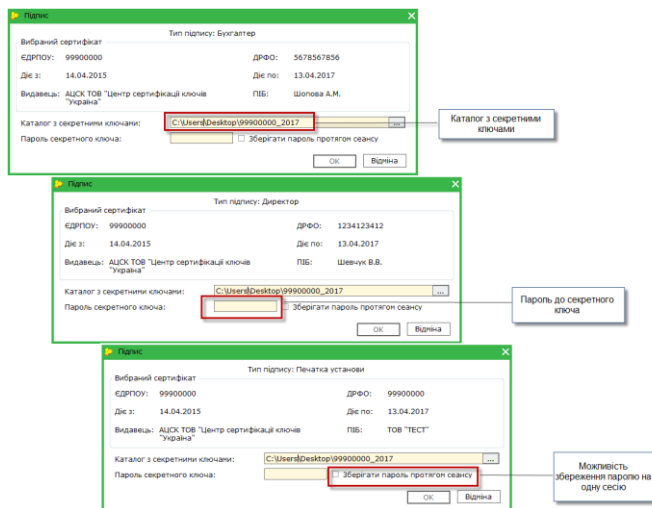 Підпис
Тип підпису: Бухгалтер
Вибраний сертифікат
ЄДРПОУ: 99900000 ДРФО: 5678567856
Діє з: 14.04.2015 Діє по: 13.04.2017
Видавець: АЦСК ТОВ "Центр сертифікації ключів "Україна" ПІБ: Шопова А.М.
Каталог з секретними ключами: C:\Users\Desktop\99900000_2017 ...
Пароль секретного ключа: Зберігати пароль протягом сеансу
ОК Відміна
Каталог з секретними
ключами
Підпис
Тип підпису: Директор
Вибраний сертифікат
ЄДРПОУ: 99900000 ДРФО: 1234123412
Діє з: 14.04.2015 Діє по: 13.04.2017
Видавець: АЦСК ТОВ "Центр сертифікації ключів "Україна" ПІБ: Шевчук В.В.
Каталог з секретними ключами: C:\Users\Desktop\99900000_2017 ...
Пароль секретного ключа: Зберігати пароль протягом сеансу
ОК Відміна
Пароль до секретного
ключа
Підпис
Тип підпису: Печатка установи
Вибраний сертифікат
ЄДРПОУ: 99900000 ДРФО: 99900000
Діє з: 14.04.2015 Діє по: 13.04.2017
Видавець: АЦСК ТОВ "Центр сертифікації ключів "Україна" ПІБ: ТОВ "ТЕСТ"
Каталог з секретними ключами: C:\Users\Desktop\99900000_2017 ...
Пароль секретного ключа: Зберігати пароль протягом сеансу
ОК Відміна
Можливість
збереження паролю на
одну сесію